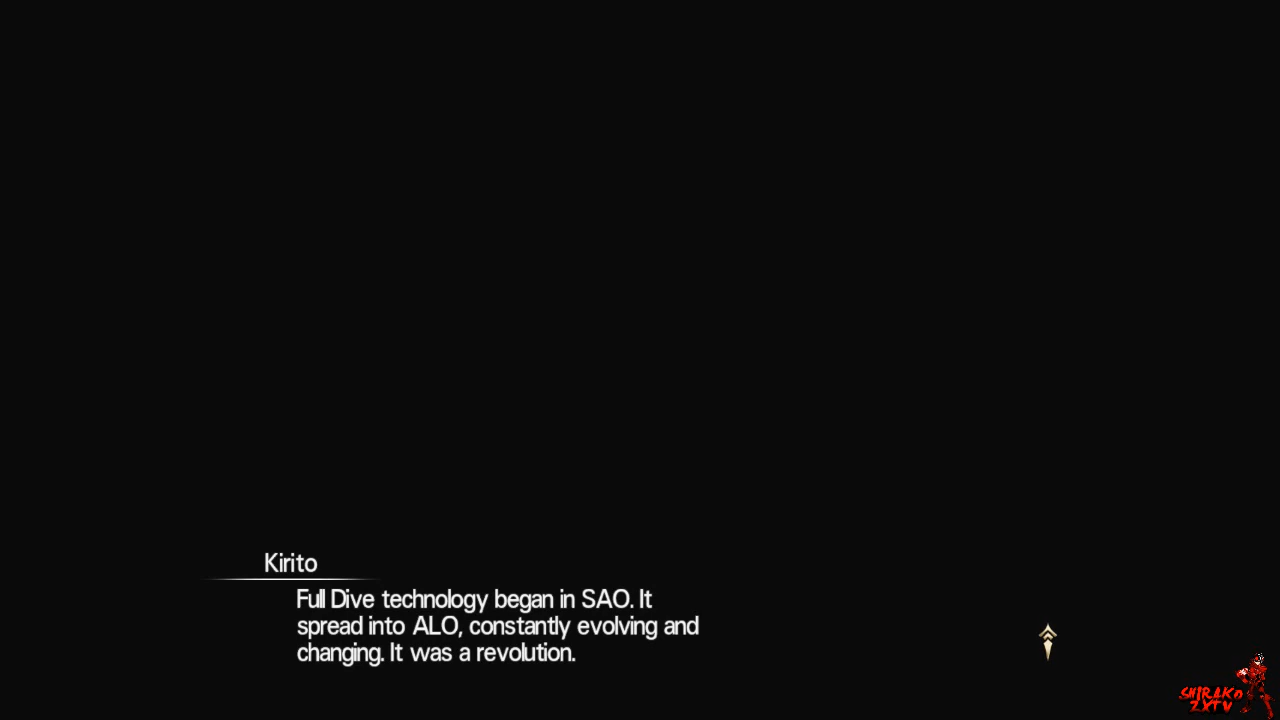 Kirito
Full Dive technology began in SAO. It
spread into ALO, constantly evolving and
changing. It was a revolution.
SHIRAKO
ZXTV